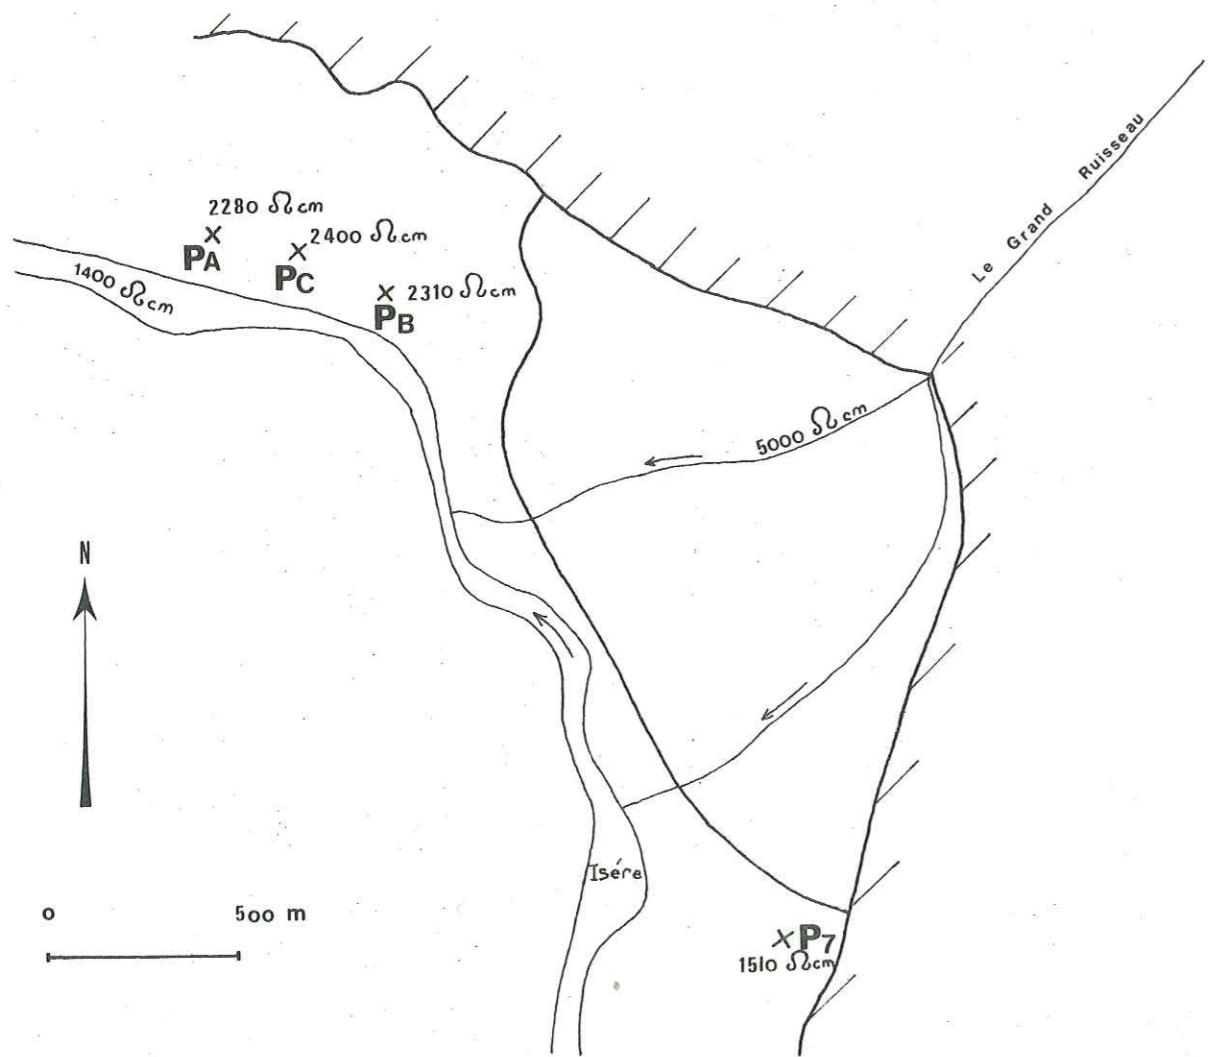 Le Grand Ruisseau
2280 Ωcm
PA
2400 Ωcm
PC
2310 Ωcm
PB
1400 Ωcm
5000 Ωcm
N
Isére
0 500 m
P7
1510 Ωcm